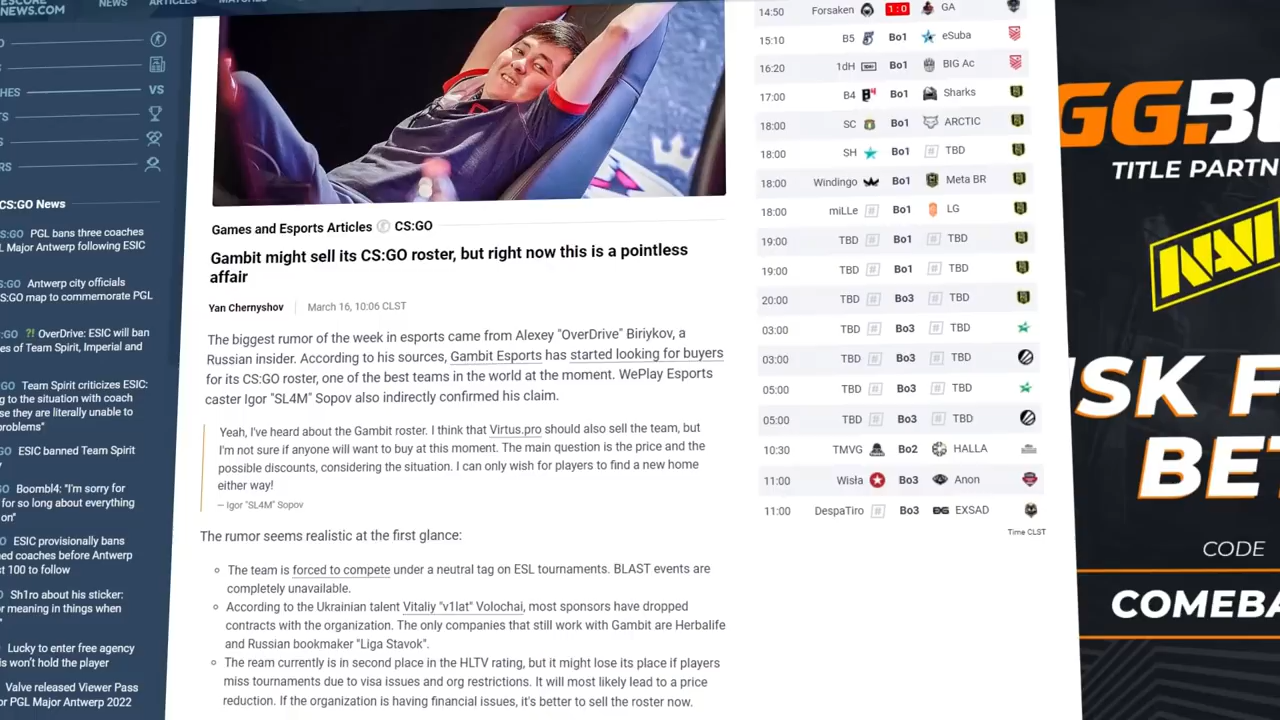 ESCORE
NEWS.COM
NEWS
ARTICLES
CHES
VS
CS:GO News
PGL bans three coaches
Major Antwerp following ESIC
Antwerp city officials
S:GO map to commemorate PGL
?! OverDrive: ESIC will ban
es of Team Spirit, Imperial and
Team Spirit criticizes ESIC:
to the situation with coach
se they are literally unable to
problems"
ESIC banned Team Spirit
Boombl4: "I'm sorry for
for so long about everything
on"
ESIC provisionally bans
ed coaches before Antwerp
100 to follow
Sh1ro about his sticker:
meaning in things when
Lucky to enter free agency
is won't hold the player
Valve released Viewer Pass
or PGL Major Antwerp 2022
Games and Esports Articles CS:GO
Gambit might sell its CS:GO roster, but right now this is a pointless
affair
Yan Chernyshov March 16, 10:06 CLST
The biggest rumor of the week in esports came from Alexey "OverDrive" Biriykov, a
Russian insider. According to his sources, Gambit Esports has started looking for buyers
for its CS:GO roster, one of the best teams in the world at the moment. WePlay Esports
caster Igor "SL4M" Sopov also indirectly confirmed his claim.
Yeah, I've heard about the Gambit roster. I think that Virtus.pro should also sell the team, but
I'm not sure if anyone will want to buy at this moment. The main question is the price and the
possible discounts, considering the situation. I can only wish for players to find a new home
either way!
— Igor "SL4M" Sopov
The rumor seems realistic at the first glance:
The team is forced to compete under a neutral tag on ESL tournaments. BLAST events are
completely unavailable.
According to the Ukrainian talent Vitaliy "v1lat" Volochai, most sponsors have dropped
contracts with the organization. The only companies that still work with Gambit are Herbalife
and Russian bookmaker "Liga Stavok".
The ream currently is in second place in the HLTV rating, but it might lose its place if players
miss tournaments due to visa issues and org restrictions. It will most likely lead to a price
reduction. If the organization is having financial issues, it's better to sell the roster now.
14:50 Forsaken 1:0 GA
15:10 B5 Bo1 eSuba
16:20 1dH Bo1 BIG Ac
17:00 B4 Bo1 Sharks
18:00 SC Bo1 ARCTIC
18:00 SH Bo1 TBD
18:00 Windingo Bo1 Meta BR
18:00 miLLe Bo1 LG
19:00 TBD Bo1 TBD
19:00 TBD Bo1 TBD
20:00 TBD Bo3 TBD
03:00 TBD Bo3 TBD
03:00 TBD Bo3 TBD
05:00 TBD Bo3 TBD
05:00 TBD Bo3 TBD
10:30 TMVG Bo2 HALLA
11:00 Wisła Bo3 Anon
11:00 DespaTiro Bo3 EXSAD
Time CLST
GG.B
TITLE PARTN
NAVI
ISK F
BET
CODE
COMEBA